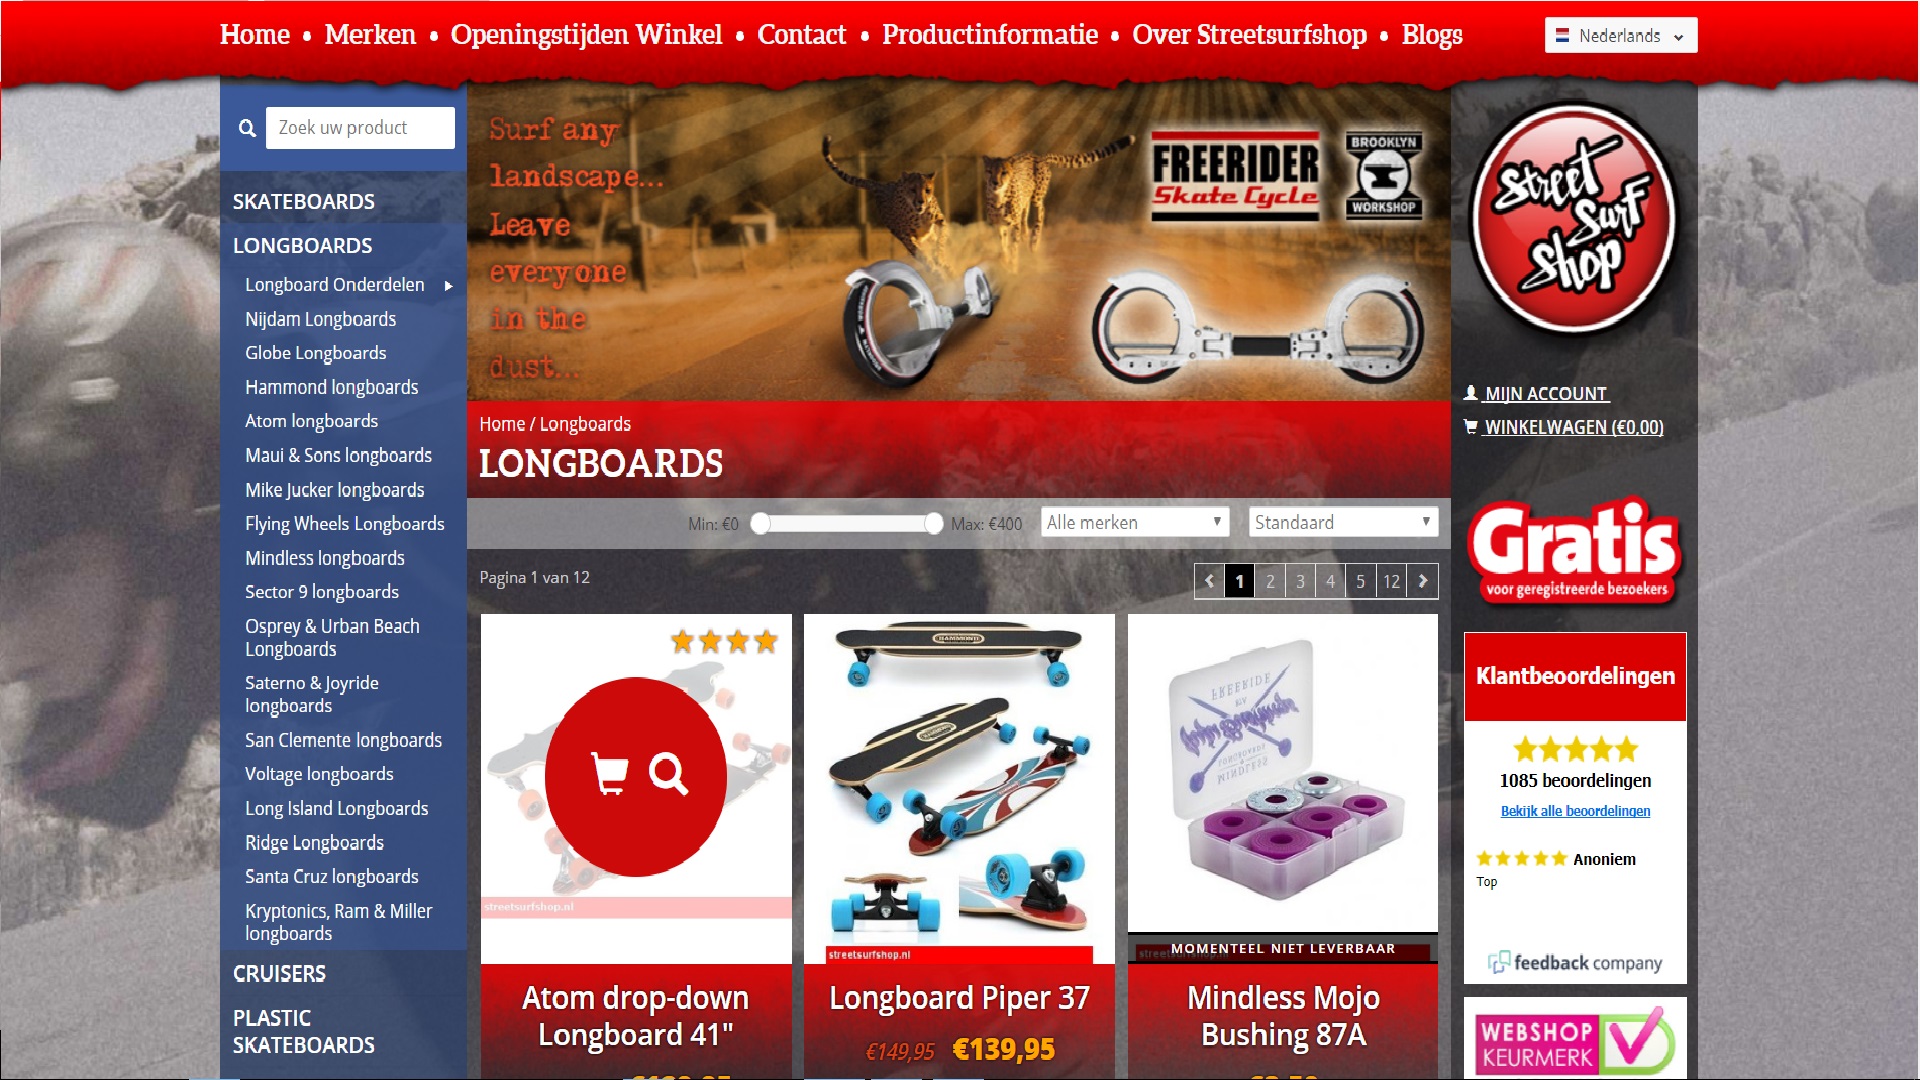 Home • Merken • Openingstijden Winkel • Contact • Productinformatie • Over Streetsurfshop • Blogs
Nederlands
Zoek uw product
SKATEBOARDS
LONGBOARDS
Longboard Onderdelen
Nijdam Longboards
Globe Longboards
Hammond longboards
Atom longboards
Maui & Sons longboards
Mike Jucker longboards
Flying Wheels Longboards
Mindless longboards
Sector 9 longboards
Osprey & Urban Beach
Longboards
Saterno & Joyride
longboards
San Clemente longboards
Voltage longboards
Long Island Longboards
Ridge Longboards
Santa Cruz longboards
Kryptonics, Ram & Miller
longboards
CRUISERS
PLASTIC
SKATEBOARDS
Surf any
landscape...
Leave
everyone
in the
dust...
FREERIDER
Skate Cycle
BROOKLYN
WORKSHOP
Home / Longboards
LONGBOARDS
Min: €0
Max: €400
Alle merken
Standaard
Pagina 1 van 12
1 2 3 4 5 12
streetsurfshop.nl
Atom drop-down
Longboard 41"
HAMMOND
streetsurfshop.nl
Longboard Piper 37
€149,95 €139,95
FREERIDE
MINDLESS
LONGBOARDS
MOMENTEEL NIET LEVERBAAR
streetsurfshop.nl
Mindless Mojo
Bushing 87A
Street
Surf
Shop
MIJN ACCOUNT
WINKELWAGEN (€0,00)
Gratis
voor geregistreerde bezoekers
Klantbeoordelingen
1085 beoordelingen
Bekijk alle beoordelingen
Anoniem
Top
feedback company
WEBSHOP
KEURMERK